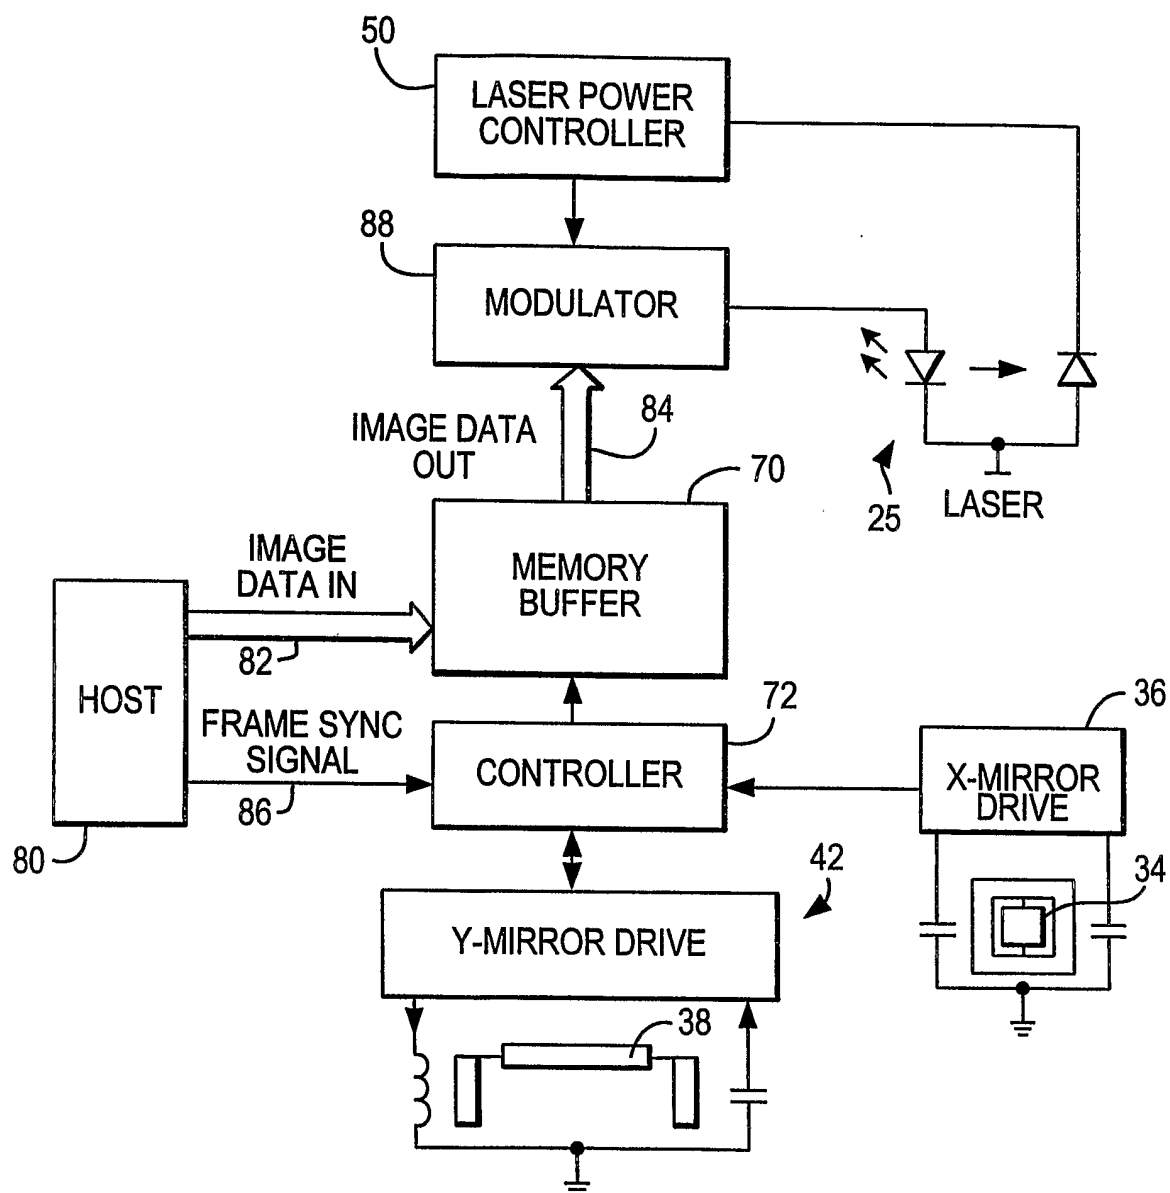 50
LASER POWER
CONTROLLER
88
MODULATOR
IMAGE DATA
OUT
84
25
LASER
70
MEMORY
BUFFER
IMAGE
DATA IN
82
HOST
80
FRAME SYNC
SIGNAL
86
72
CONTROLLER
36
X-MIRROR
DRIVE
34
42
Y-MIRROR DRIVE
38